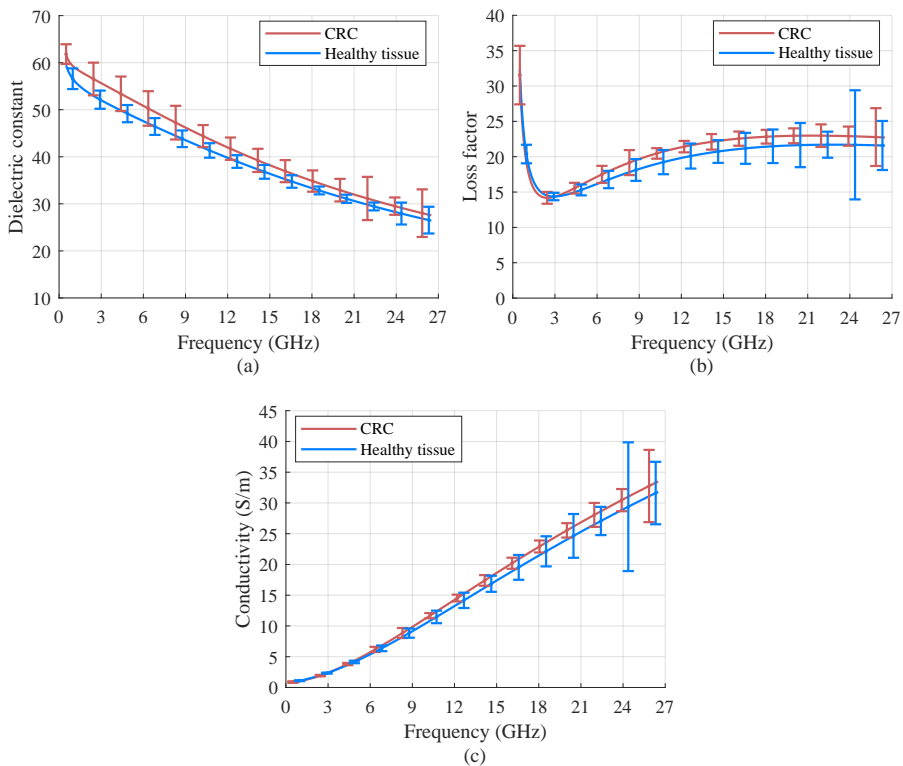 70
60
50
40
30
20
10
Dielectric constant
CRC
Healthy tissue
0 3 6 9 12 15 18 21 24 27
Frequency (GHz)
(a)
40
35
30
25
20
15
10
5
0
Loss factor
CRC
Healthy tissue
0 3 6 9 12 15 18 21 24 27
Frequency (GHz)
(b)
45
40
35
30
25
20
15
10
5
0
Conductivity (S/m)
CRC
Healthy tissue
0 3 6 9 12 15 18 21 24 27
Frequency (GHz)
(c)